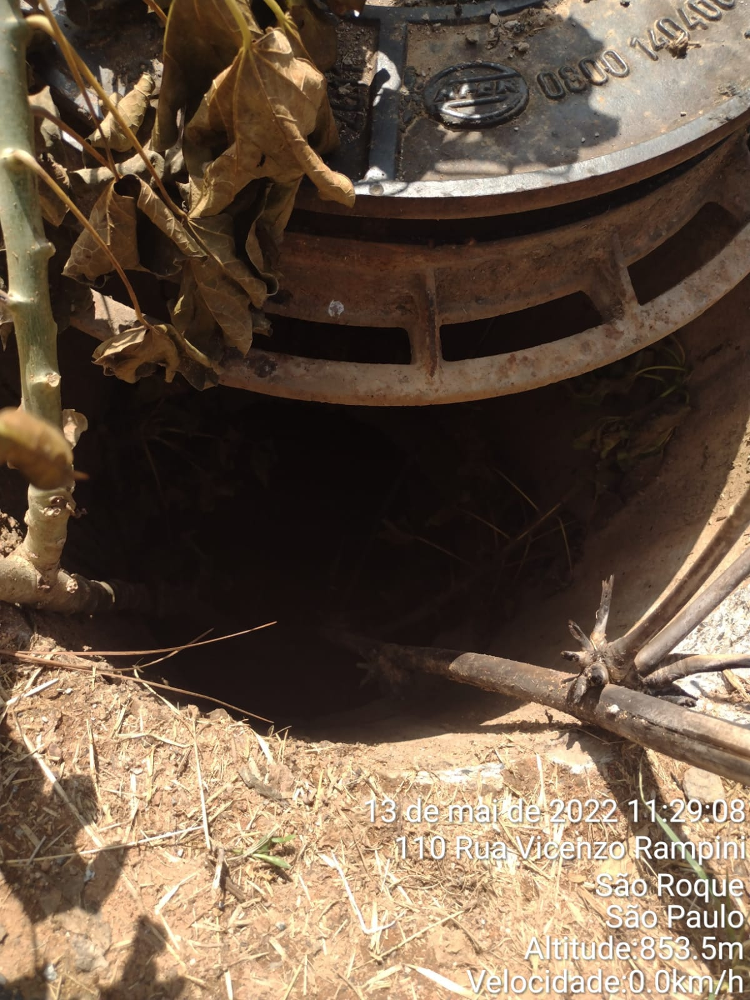 0800 140400
13 de mai de 2022 11:29:08
110 Rua Vicenzo Rampini
São Roque
São Paulo
Altitude:853.5m
Velocidade:0.0km/h